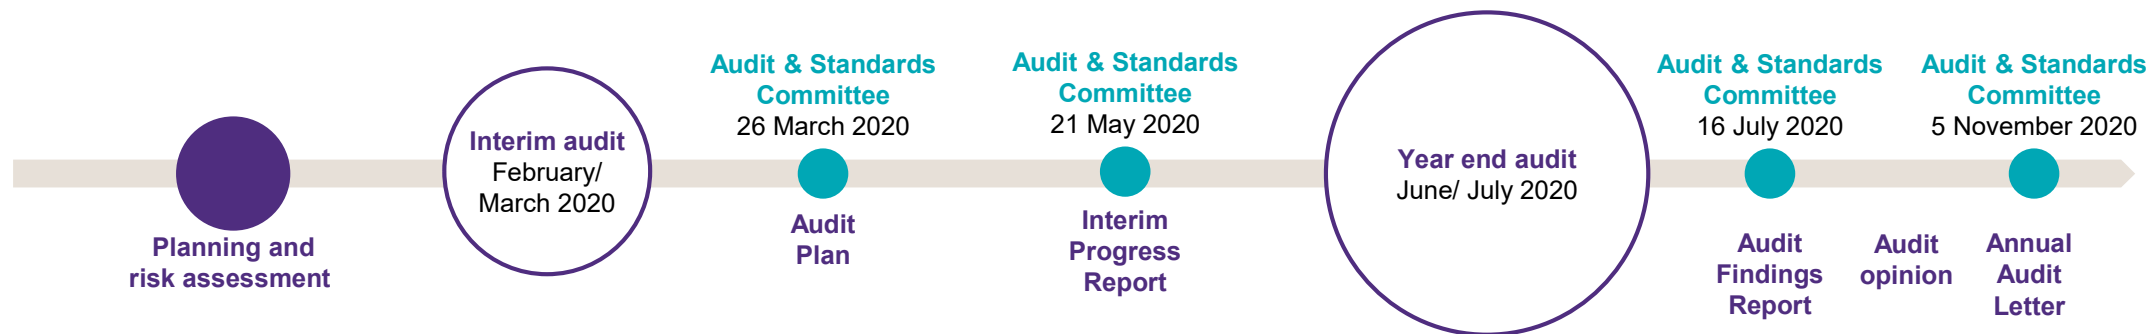 Planning and
risk assessment
Interim audit
February/
March 2020
Audit & Standards
Committee
26 March 2020
Audit
Plan
Audit & Standards
Committee
21 May 2020
Interim
Progress
Report
Year end audit
June/ July 2020
Audit & Standards
Committee
16 July 2020
Audit
Findings
Report
Audit
opinion
Audit & Standards
Committee
5 November 2020
Annual
Audit
Letter